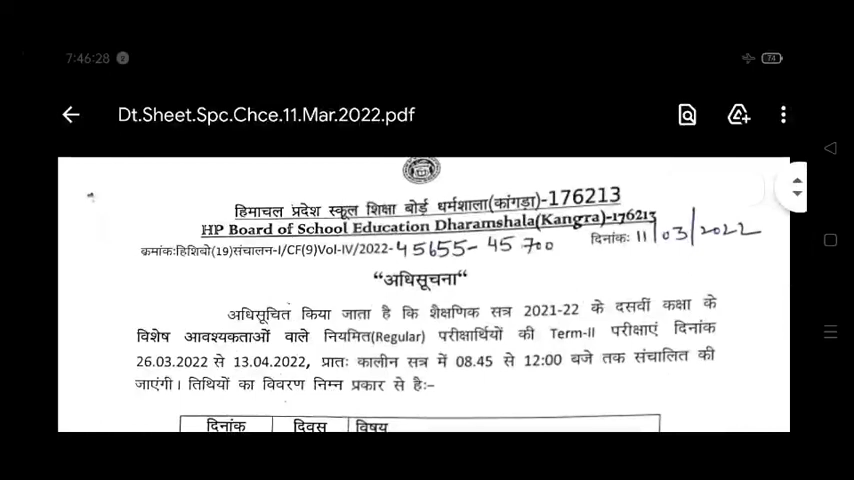 7:46:28 2
74
Dt.Sheet.Spc.Chce.11.Mar.2022.pdf
हिमाचल प्रदेश स्कूल शिक्षा बोर्ड धर्मशाला(कांगड़ा)-176213
HP Board of School Education Dharamshala(Kangra)-176213
क्रमांकःहिशिबो(19)संचालन-I/CF(9)Vol-IV/2022-45655-45700 दिनांकः 11/03/2022
“अधिसूचना“
अधिसूचित किया जाता है कि शैक्षणिक सत्र 2021-22 के दसवीं कक्षा के
विशेष आवश्यकताओं वाले नियमित(Regular) परीक्षार्थियों की Term-II परीक्षाएं दिनांक
26.03.2022 से 13.04.2022, प्रातः कालीन सत्र में 08.45 से 12:00 बजे तक संचालित की
जाएंगी। तिथियों का विवरण निम्न प्रकार से हैः-
दिनांक दिवस विषय